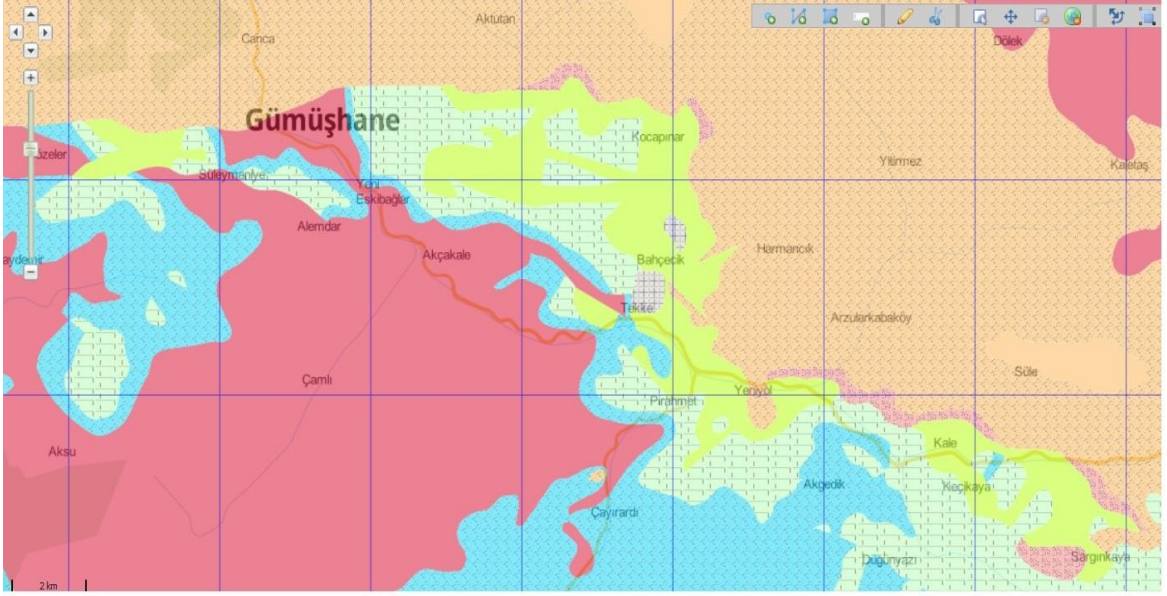 Aktutan
Canca
Dölek
Gümüşhane
Kocapınar
Yitirmez
Kaletaş
Süleymaniye
Yeni
Eskibağlar
Alemdar
Akçakale
Harmancık
Bahçecik
Tekke
Arzularkabaköy
Süle
Çamlı
Yeniyol
Pirahmet
Aksu
Kale
Akgedik
Keçikaya
Çayırardı
Düğünyazı
Sargınkaya
2 km